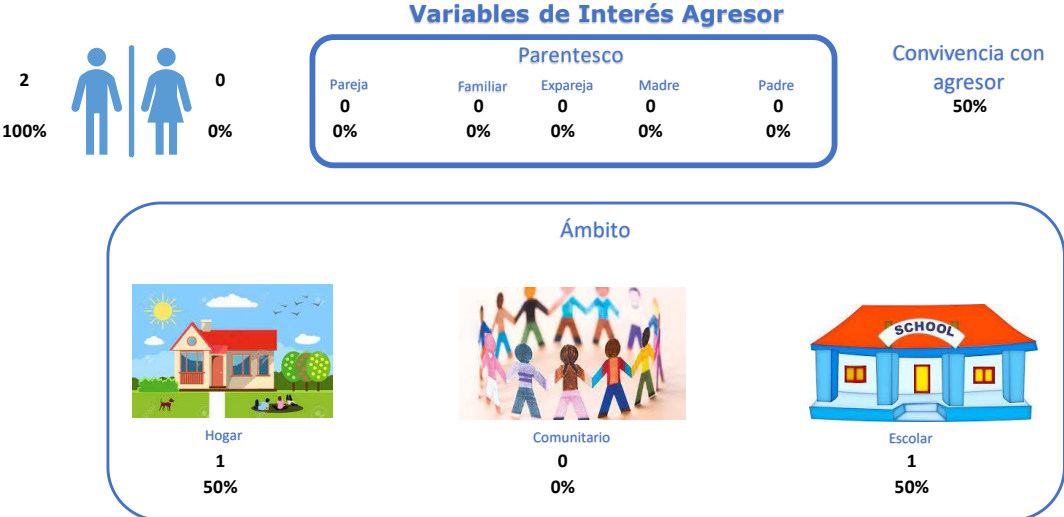 Variables de Interés Agresor
2
100%
0
0%
Parentesco
Pareja Familiar Expareja Madre Padre
0 0 0 0 0
0% 0% 0% 0% 0%
Convivencia con
agresor
50%
Ámbito
SCHOOL
Hogar Comunitario Escolar
1 0 1
50% 0% 50%